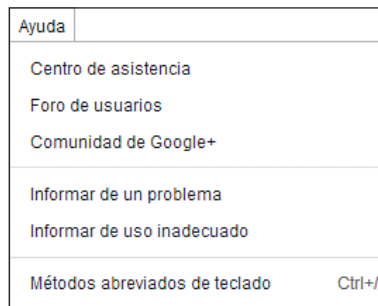 Ayuda
Centro de asistencia
Foro de usuarios
Comunidad de Google+
Informar de un problema
Informar de uso inadecuado
Métodos abreviados de teclado Ctrl+/